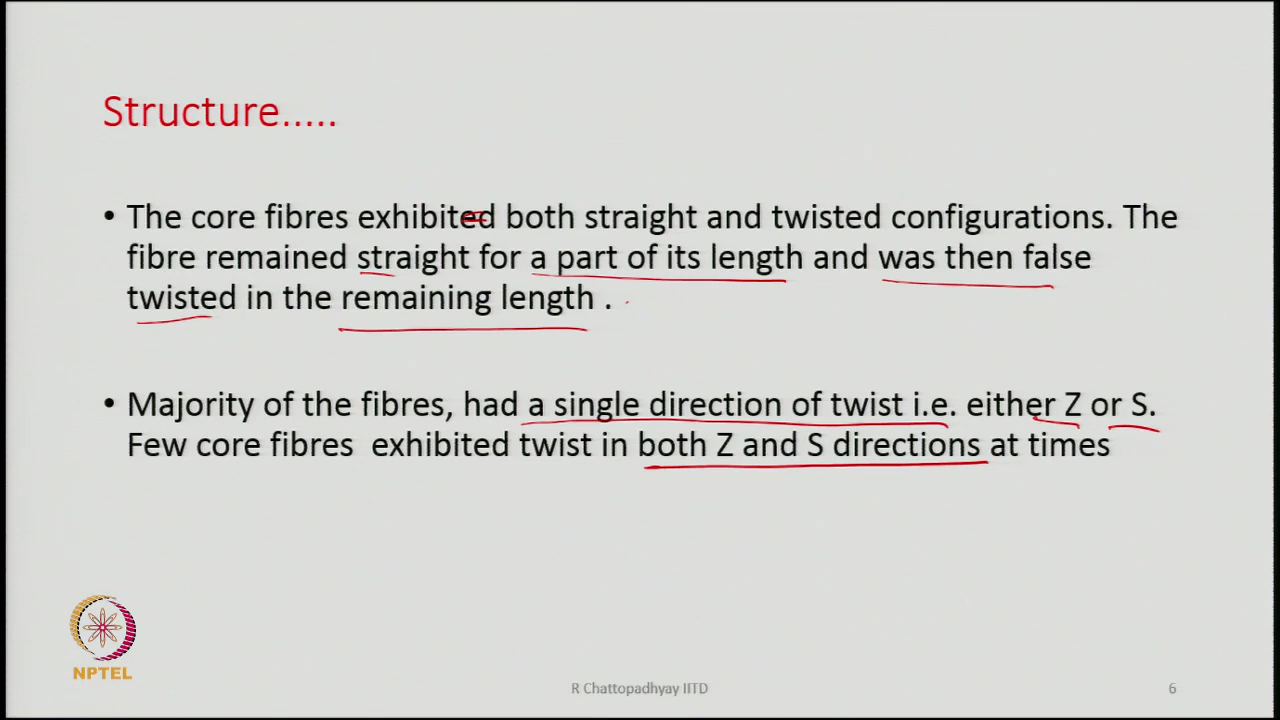 Structure.....
• The core fibres exhibited both straight and twisted configurations. The
fibre remained straight for a part of its length and was then false
twisted in the remaining length .
• Majority of the fibres, had a single direction of twist i.e. either Z or S.
Few core fibres exhibited twist in both Z and S directions at times
NPTEL
R Chattopadhyay IITD
6